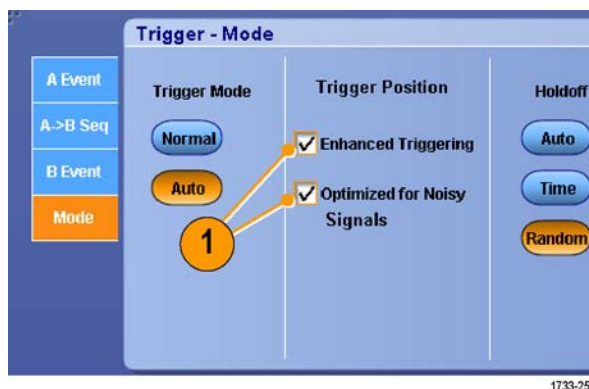 Trigger - Mode
A Event
A->B Seq
B Event
Mode
Trigger Mode
Normal
Auto
1
Trigger Position
Enhanced Triggering
Optimized for Noisy
Signals
Holdoff
Auto
Time
Random
1733-25